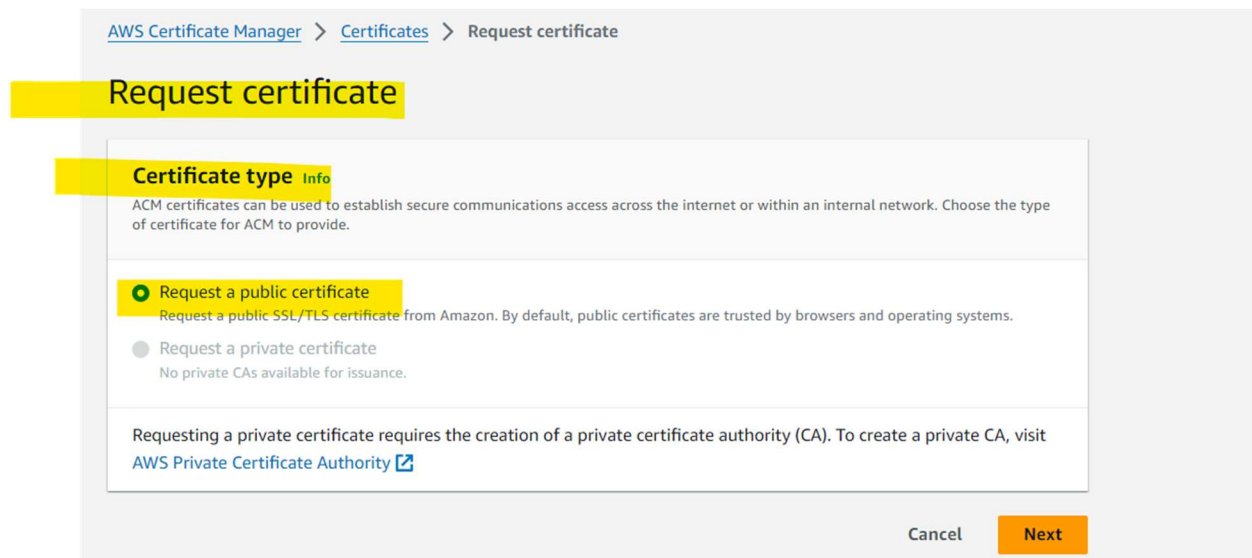 AWS Certificate Manager > Certificates > Request certificate
Request certificate
Certificate type Info
ACM certificates can be used to establish secure communications access across the internet or within an internal network. Choose the type
of certificate for ACM to provide.
Request a public certificate
Request a public SSL/TLS certificate from Amazon. By default, public certificates are trusted by browsers and operating systems.
Request a private certificate
No private CAs available for issuance.
Requesting a private certificate requires the creation of a private certificate authority (CA). To create a private CA, visit
AWS Private Certificate Authority
Cancel Next